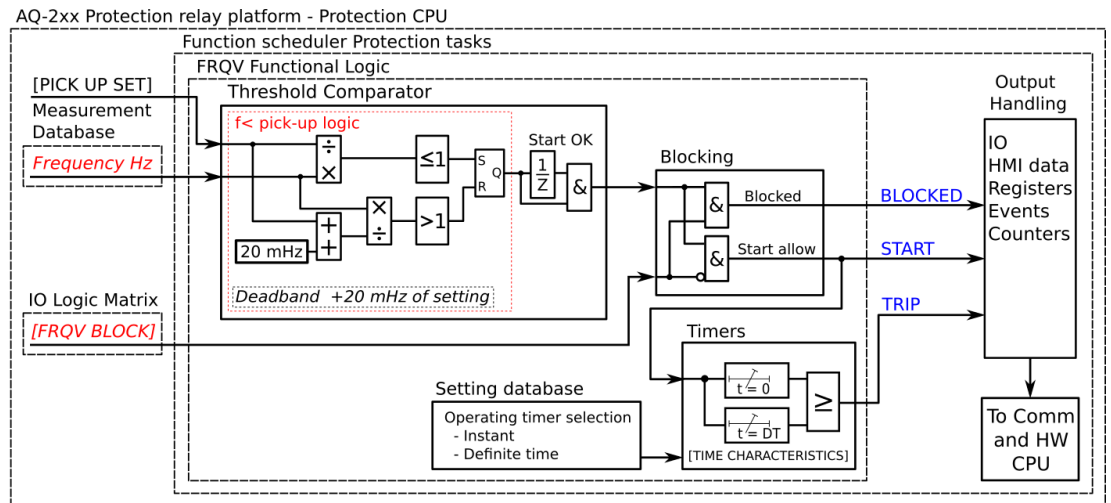 AQ-2xx Protection relay platform - Protection CPU
Function scheduler Protection tasks
FRQV Functional Logic
[PICK UP SET]
Measurement
Database
Frequency Hz
Threshold Comparator
f< pick-up logic
÷
×
≤1
S
Q
R
Start OK
1
Z
&
×
÷
>1
+
+
20 mHz
Deadband +20 mHz of setting
IO Logic Matrix
[FRQV BLOCK]
Blocking
&
Blocked
&
Start allow
BLOCKED
START
TRIP
Output
Handling
IO
HMI data
Registers
Events
Counters
Timers
t = 0
t = DT
≥
[TIME CHARACTERISTICS]
Setting database
Operating timer selection
- Instant
- Definite time
To Comm
and HW
CPU